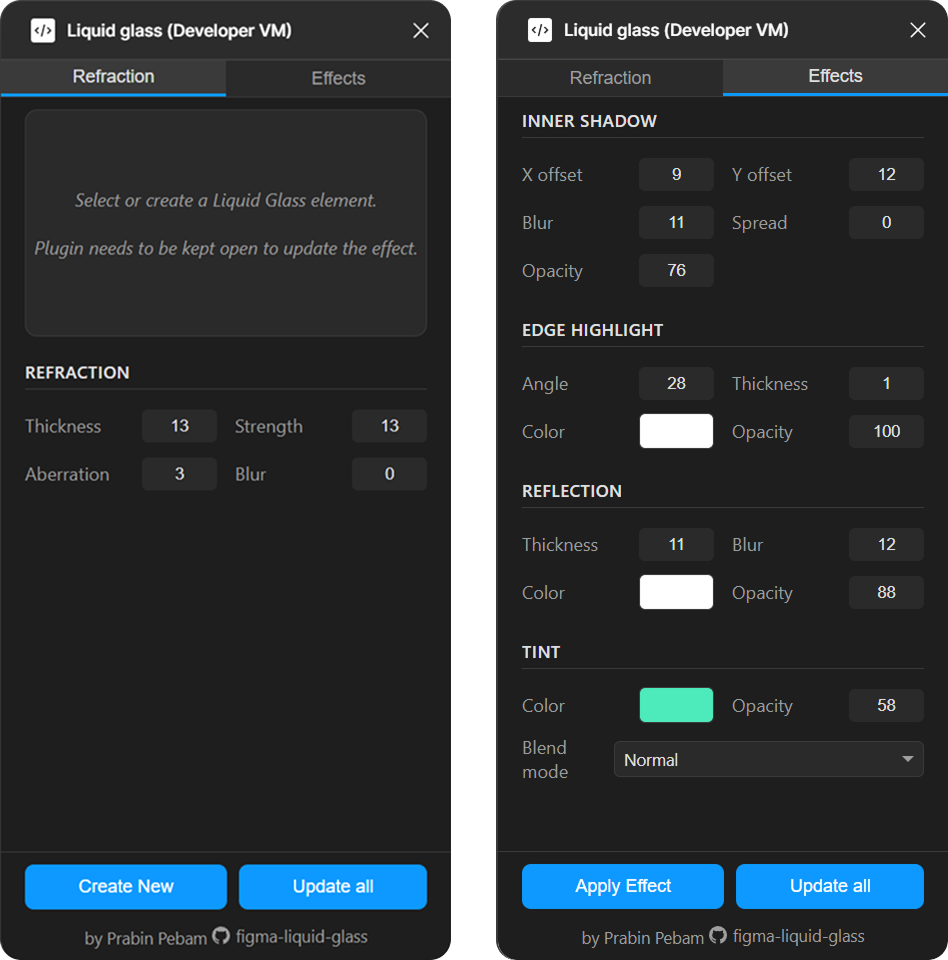 Liquid glass (Developer VM)
Refraction
Effects
Select or create a Liquid Glass element.
Plugin needs to be kept open to update the effect.
REFRACTION
Thickness 13 Strength 13
Aberration 3 Blur 0
Create New
Update all
by Prabin Pebam figma-liquid-glass
Liquid glass (Developer VM)
Refraction
Effects
INNER SHADOW
X offset 9 Y offset 12
Blur 11 Spread 0
Opacity 76
EDGE HIGHLIGHT
Angle 28 Thickness 1
Color Opacity 100
REFLECTION
Thickness 11 Blur 12
Color Opacity 88
TINT
Color Opacity 58
Blend
mode
Normal
Apply Effect
Update all
by Prabin Pebam figma-liquid-glass